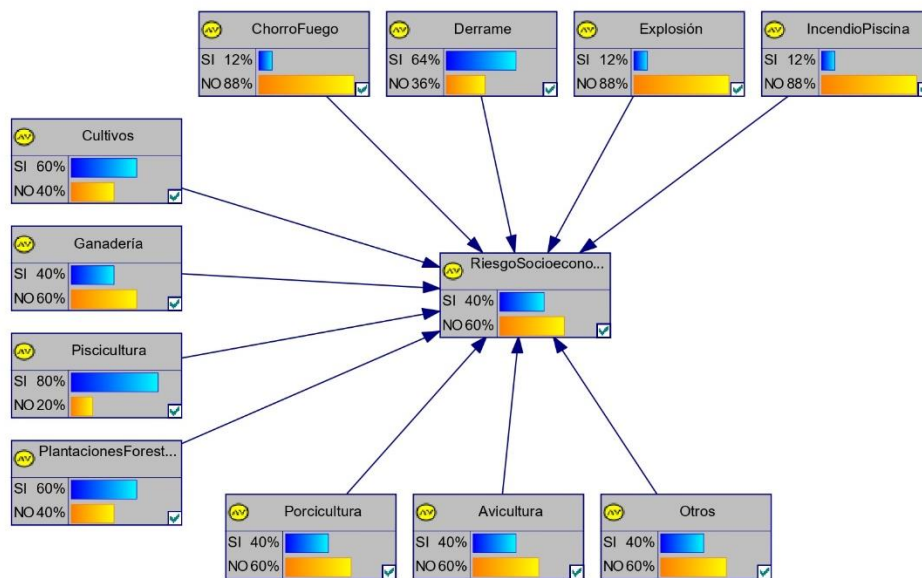 ChorroFuego
SI 12%
NO 88%
Derrame
SI 64%
NO 36%
Explosión
SI 12%
NO 88%
IncendioPiscina
SI 12%
NO 88%
Cultivos
SI 60%
NO 40%
Ganadería
SI 40%
NO 60%
Piscicultura
SI 80%
NO 20%
PlantacionesForest...
SI 60%
NO 40%
RiesgoSocioecono...
SI 40%
NO 60%
Porcicultura
SI 40%
NO 60%
Avicultura
SI 40%
NO 60%
Otros
SI 40%
NO 60%